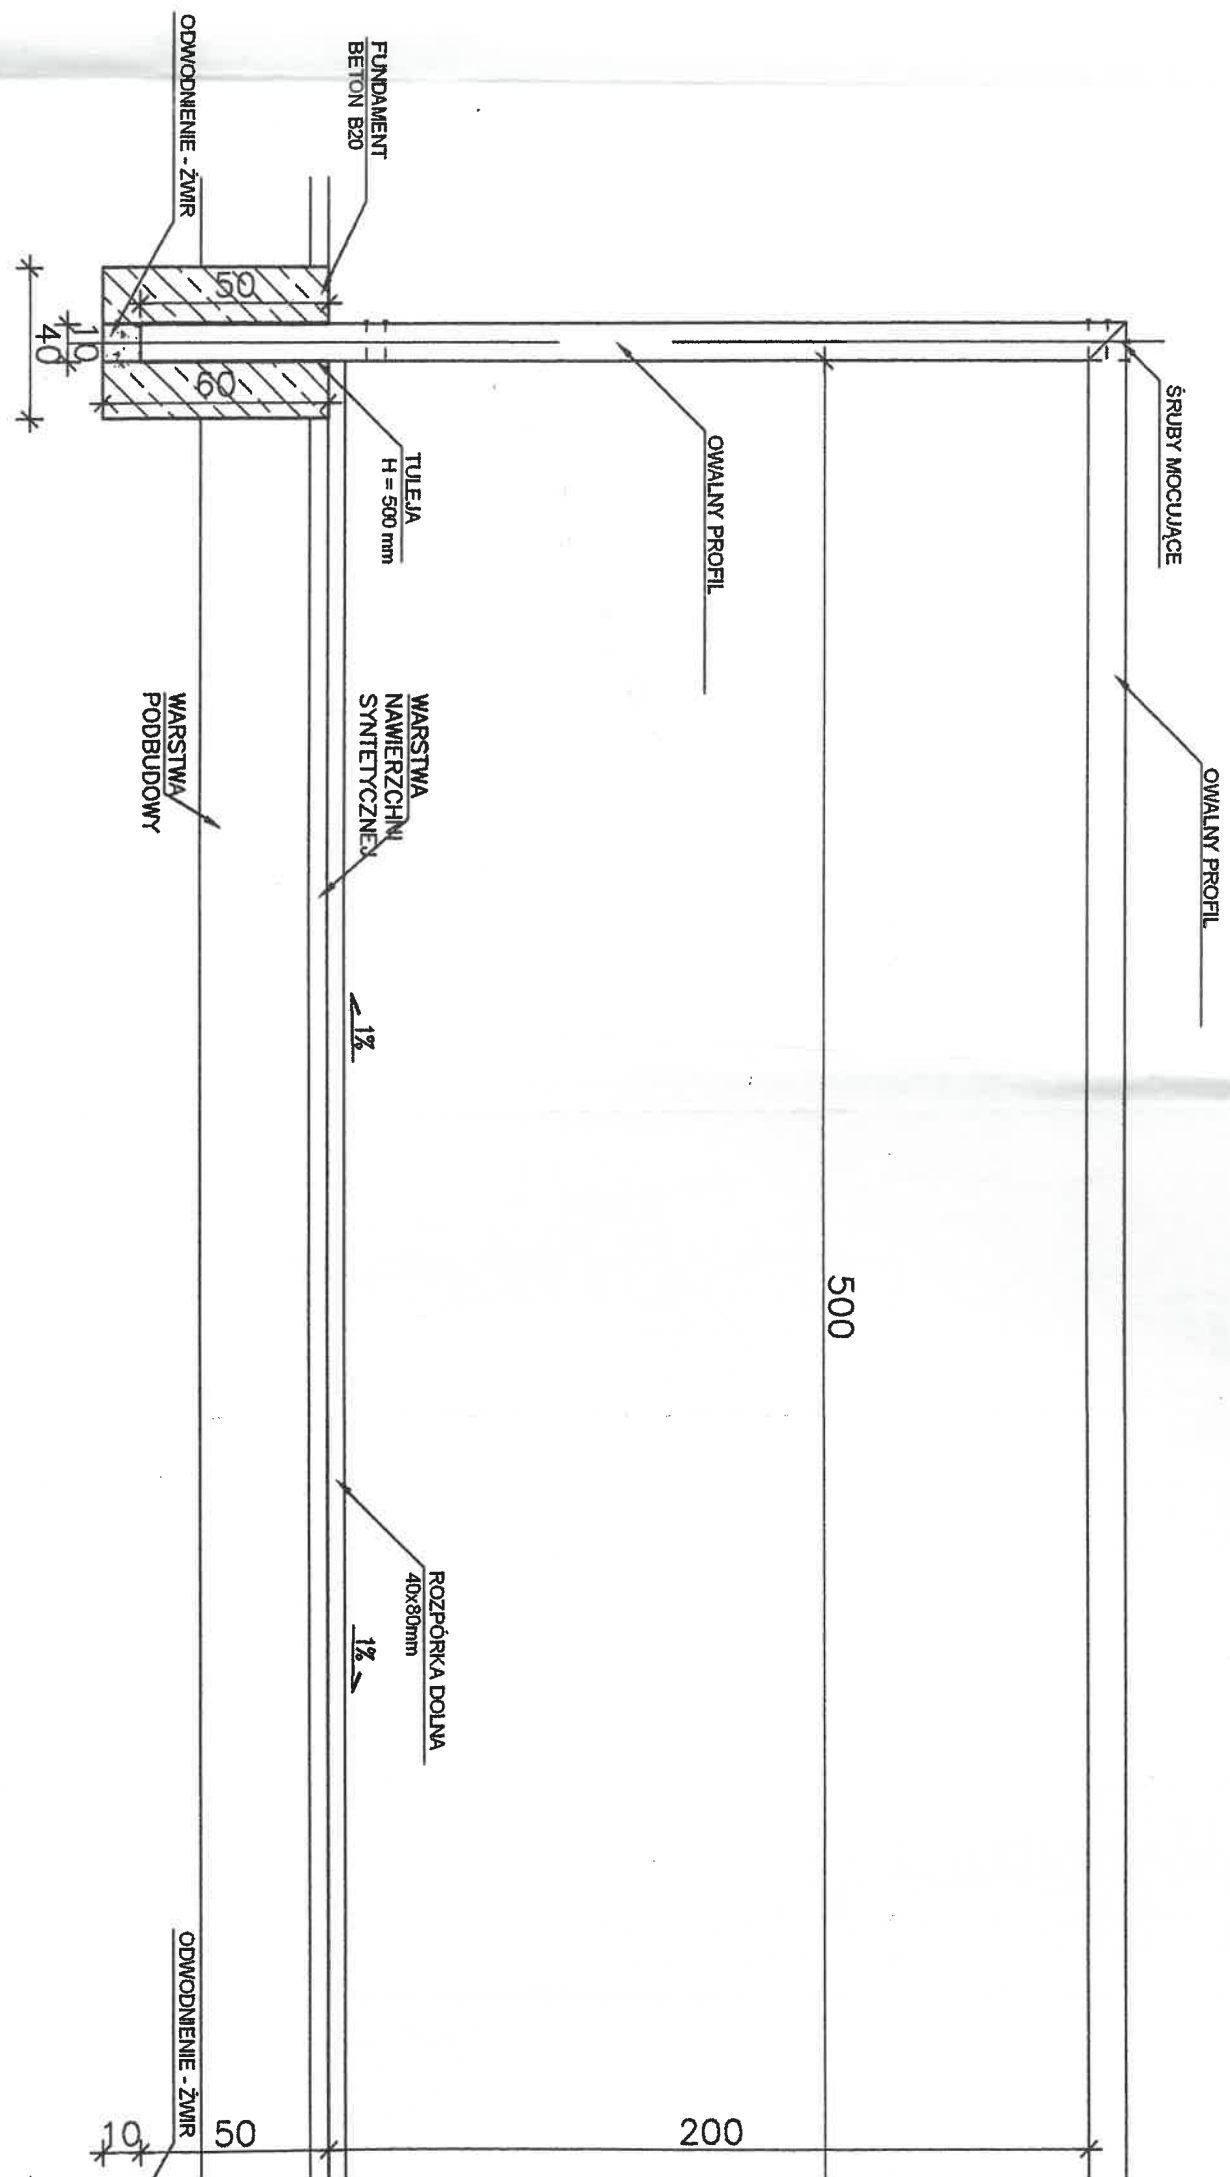 OWALNY PROFIL
ŚRUBY MOCUJĄCE
OWALNY PROFIL
500
200
FUNDAMENT
BETON B20
TULEJA
H = 500 mm
ROZPÓRKA DOLNA
40x80mm
1%
1%
WARSTWA
NAWIERZCHNI
SYNTETYCZNEJ
50
60
50
ODWODNIENIE - ŻWIR
WARSTWA
PODBUDOWY
ODWODNIENIE - ŻWIR
10
10
40